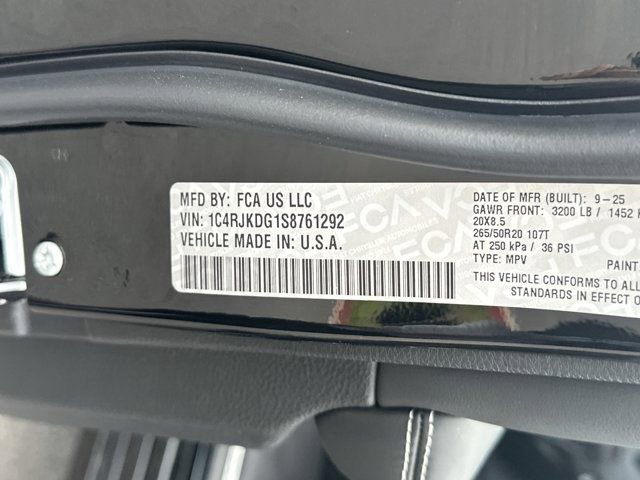 MFD BY: FCA US LLC
VIN: 1C4RJKDG1S8761292
VEHICLE MADE IN: U.S.A.
DATE OF MFR (BUILT): 9-25
GAWR FRONT: 3200 LB / 1452
20X8.5
265/50R20 107T
AT 250 kPa / 36 PSI
TYPE: MPV
PAINT
THIS VEHICLE CONFORMS TO
STANDARDS IN EFFECT